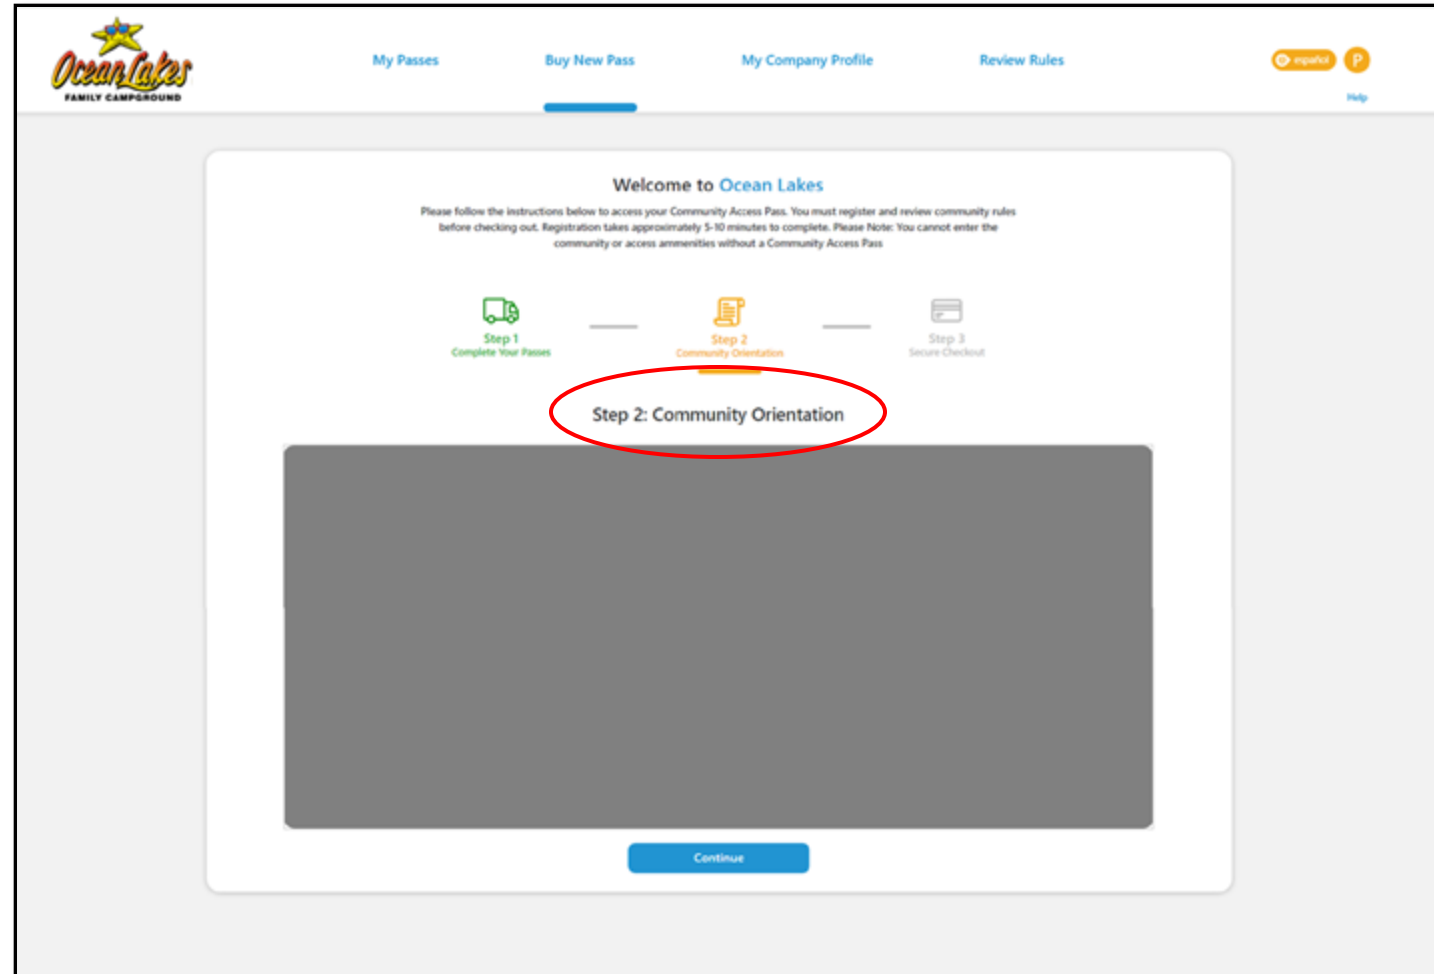 Ocean Lakes
FAMILY CAMPGROUND
My Passes
Buy New Pass
My Company Profile
Review Rules
español
P
Help
Welcome to Ocean Lakes
Please follow the instructions below to access your Community Access Pass. You must register and review community rules
before checking out. Registration takes approximately 5-10 minutes to complete. Please Note: You cannot enter the
community or access ammenities without a Community Access Pass
Step 1
Complete Your Passes
Step 2
Community Orientation
Step 3
Secure Checkout
Step 2: Community Orientation
Continue